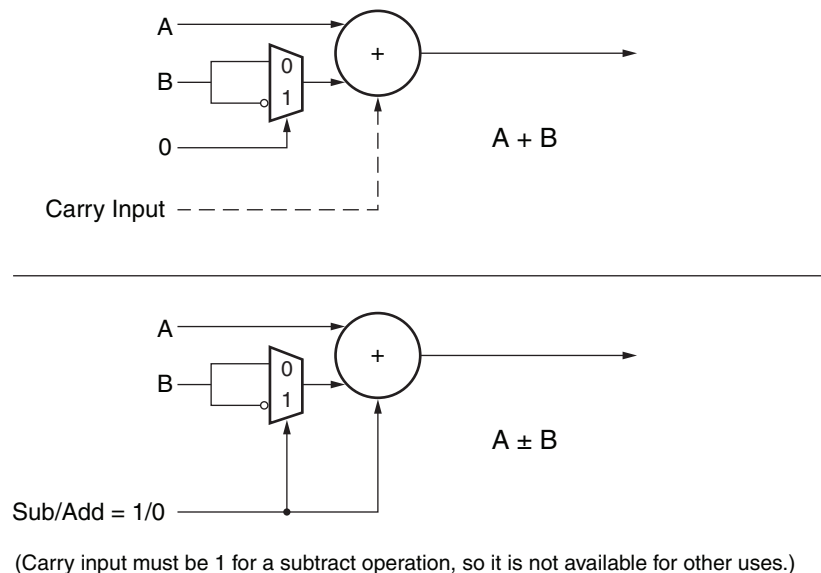 A
+
B
0
1
0
A + B
Carry Input
A
+
B
0
1
A ± B
Sub/Add = 1/0
(Carry input must be 1 for a subtract operation, so it is not available for other uses.)